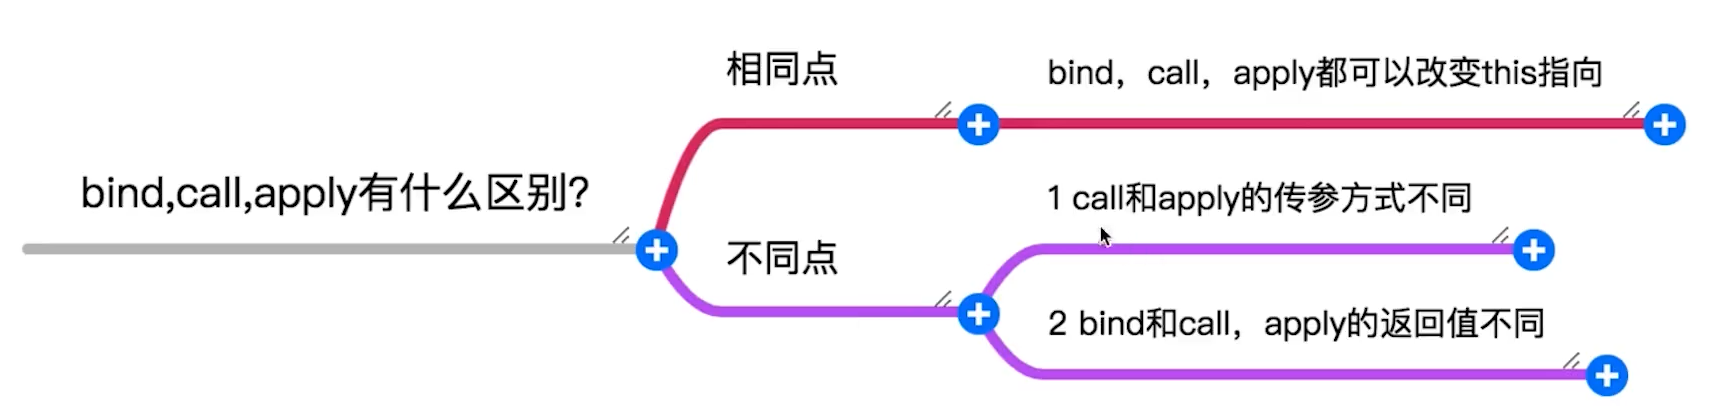 相同点
bind，call，apply都可以改变this指向
bind,call,apply有什么区别?
1 call和apply的传参方式不同
不同点
2 bind和call，apply的返回值不同